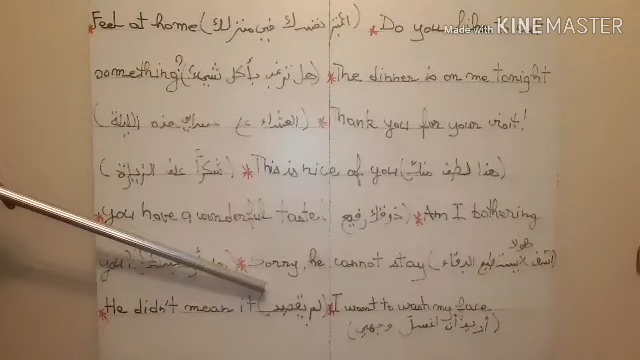 Feel at home (اعتبر نفسك في منزلك) * Do you
Made with KINEMASTER
something? (هل ترغب بأكل شيء؟) * The dinner is on me tonight
(العشاء على حسابي هذه الليلة) * Thank you for your visit!
(شكراً على الزيارة) * This is nice of you (هذا لطيف منك)
* You have a wonderful taste. (ذوقك رفيع) * Am I bothering
you? * Sorry, he cannot stay (آسف هو لا يستطيع البقاء)
* He didn't mean it (لم يقصد * I want to wash my face.
(أريد أن أغسل وجهي)